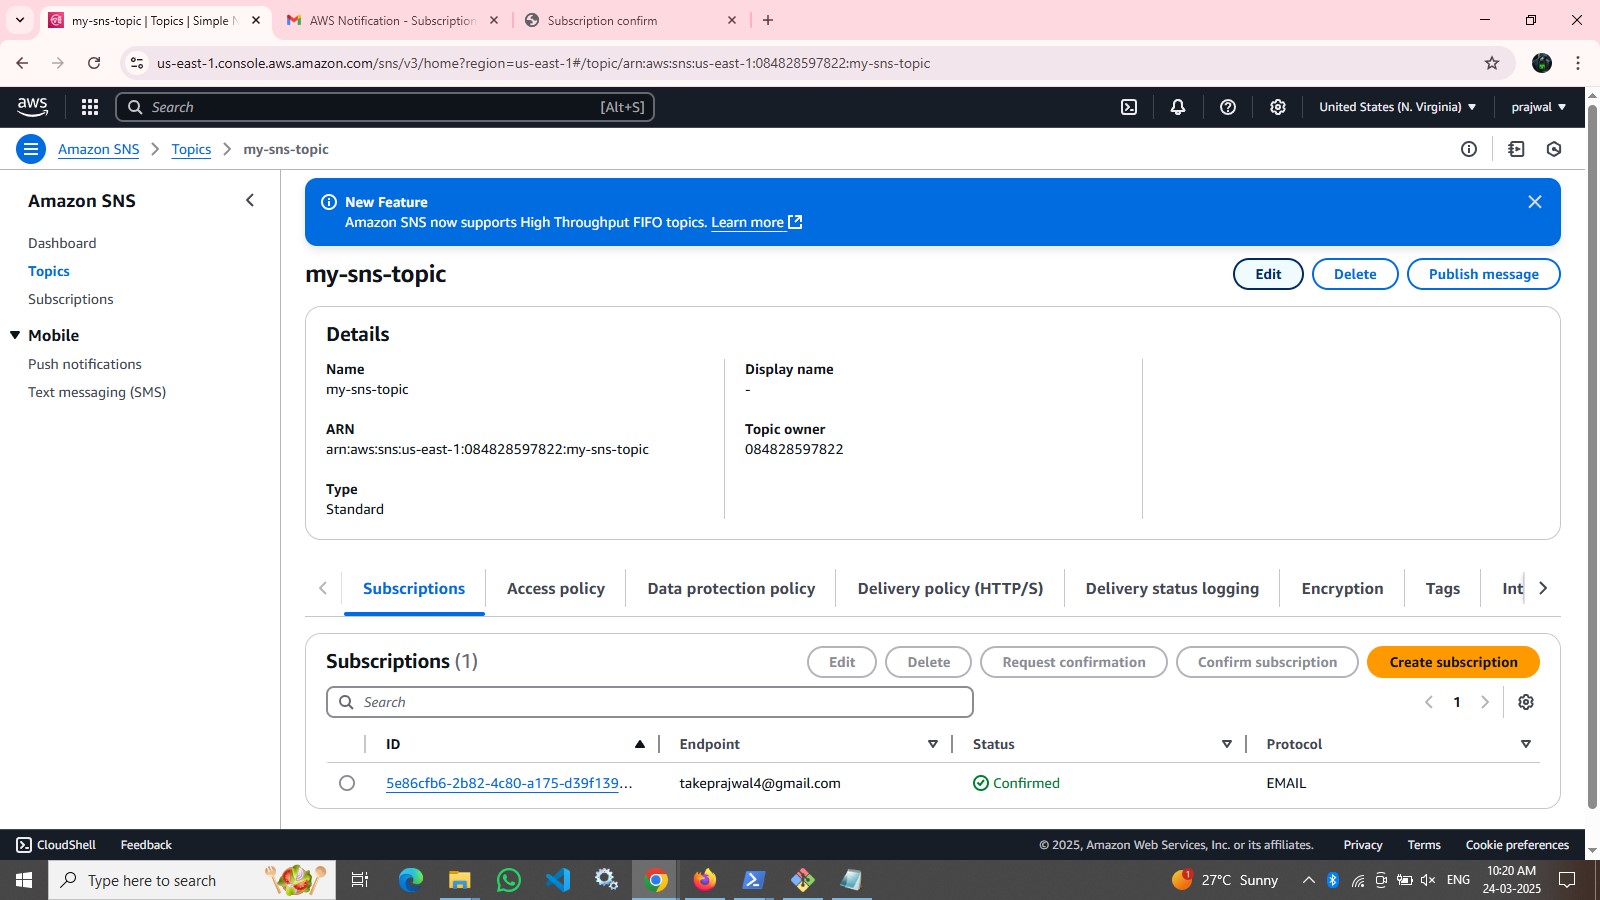 my-sns-topic | Topics | Simple N
AWS Notification - Subscription
Subscription confirm
us-east-1.console.aws.amazon.com/sns/v3/home?region=us-east-1#/topic/arn:aws:sns:us-east-1:084828597822:my-sns-topic
aws
Search
[Alt+S]
United States (N. Virginia)
prajwal
Amazon SNS
Topics
my-sns-topic
Amazon SNS
Dashboard
Topics
Subscriptions
Mobile
Push notifications
Text messaging (SMS)
New Feature
Amazon SNS now supports High Throughput FIFO topics. Learn more
my-sns-topic
Edit
Delete
Publish message
Details
Name
my-sns-topic
ARN
arn:aws:sns:us-east-1:084828597822:my-sns-topic
Type
Standard
Display name
-
Topic owner
084828597822
Subscriptions
Access policy
Data protection policy
Delivery policy (HTTP/S)
Delivery status logging
Encryption
Tags
Int
Subscriptions (1)
Edit
Delete
Request confirmation
Confirm subscription
Create subscription
Search
1
ID
Endpoint
Status
Protocol
5e86cfb6-2b82-4c80-a175-d39f139...
takeprajwal4@gmail.com
Confirmed
EMAIL
CloudShell
Feedback
© 2025, Amazon Web Services, Inc. or its affiliates.
Privacy
Terms
Cookie preferences
Type here to search
1
27°C Sunny
ENG
10:20 AM
24-03-2025